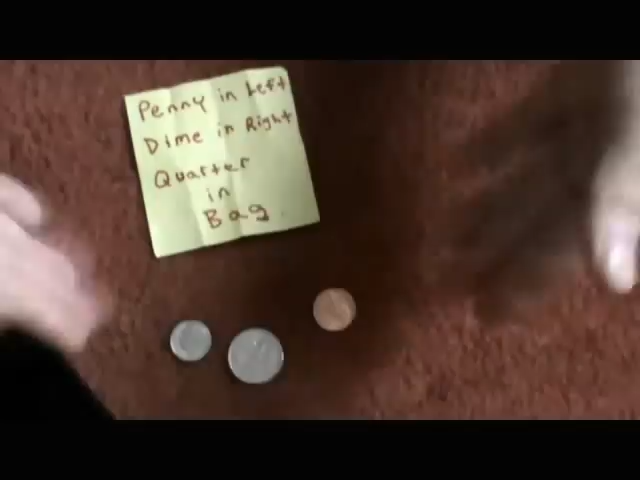 Penny in Left
Dime in Right
Quarter
in
Bag